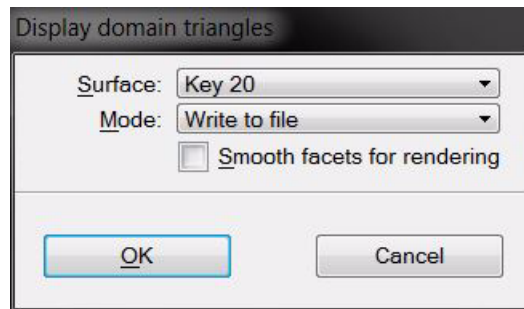 Display domain triangles
Surface: Key 20
Mode: Write to file
Smooth facets for rendering
OK Cancel